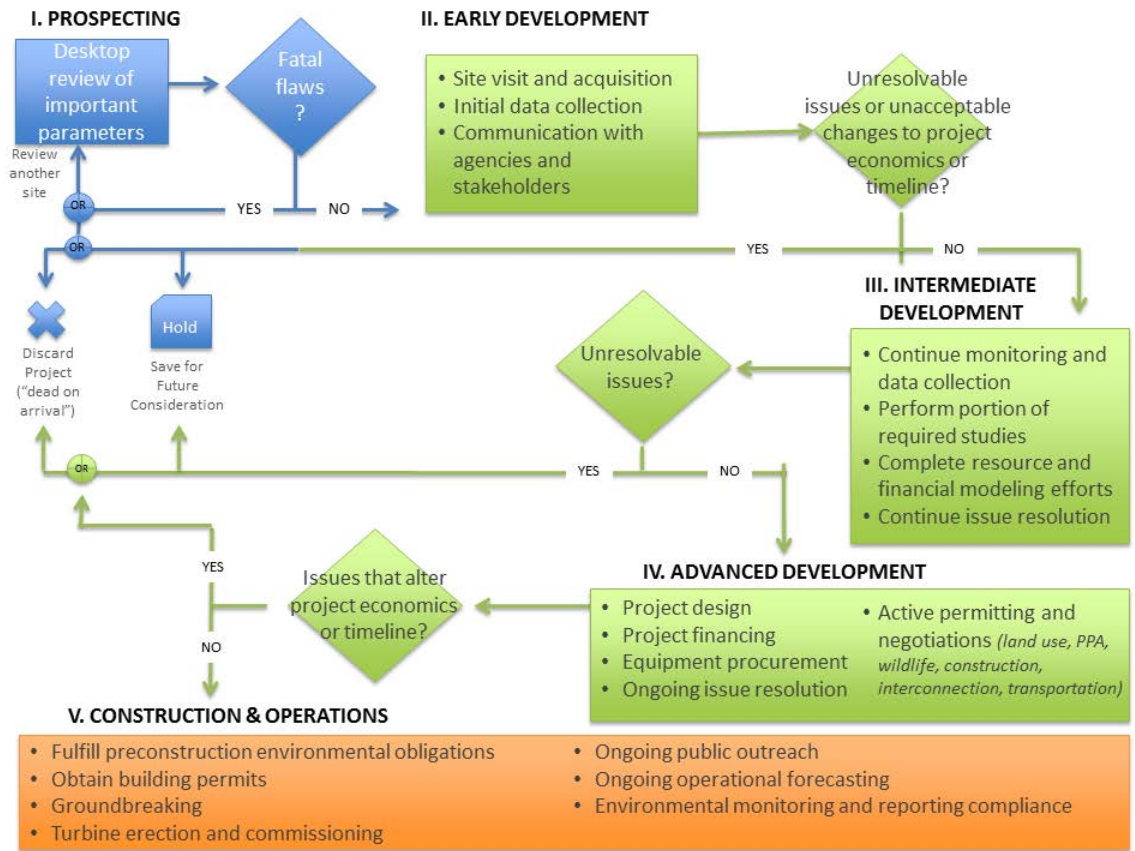 I. PROSPECTING
Desktop
review of
important
parameters
Fatal
flaws
?
Review
another
site
OR
YES
NO
OR
II. EARLY DEVELOPMENT
• Site visit and acquisition
• Initial data collection
• Communication with
agencies and
stakeholders
Unresolvable
issues or unacceptable
changes to project
economics or
timeline?
YES
NO
Discard
Project
("dead on
arrival")
Hold
Save for
Future
Consideration
III. INTERMEDIATE
DEVELOPMENT
• Continue monitoring and
data collection
• Perform portion of
required studies
• Complete resource and
financial modeling efforts
• Continue issue resolution
Unresolvable
issues?
OR
YES
NO
IV. ADVANCED DEVELOPMENT
• Project design
• Project financing
• Equipment procurement
• Ongoing issue resolution
• Active permitting and
negotiations (land use, PPA,
wildlife, construction,
interconnection, transportation)
Issues that alter
project economics
or timeline?
YES
NO
V. CONSTRUCTION & OPERATIONS
• Fulfill preconstruction environmental obligations
• Obtain building permits
• Groundbreaking
• Turbine erection and commissioning
• Ongoing public outreach
• Ongoing operational forecasting
• Environmental monitoring and reporting compliance